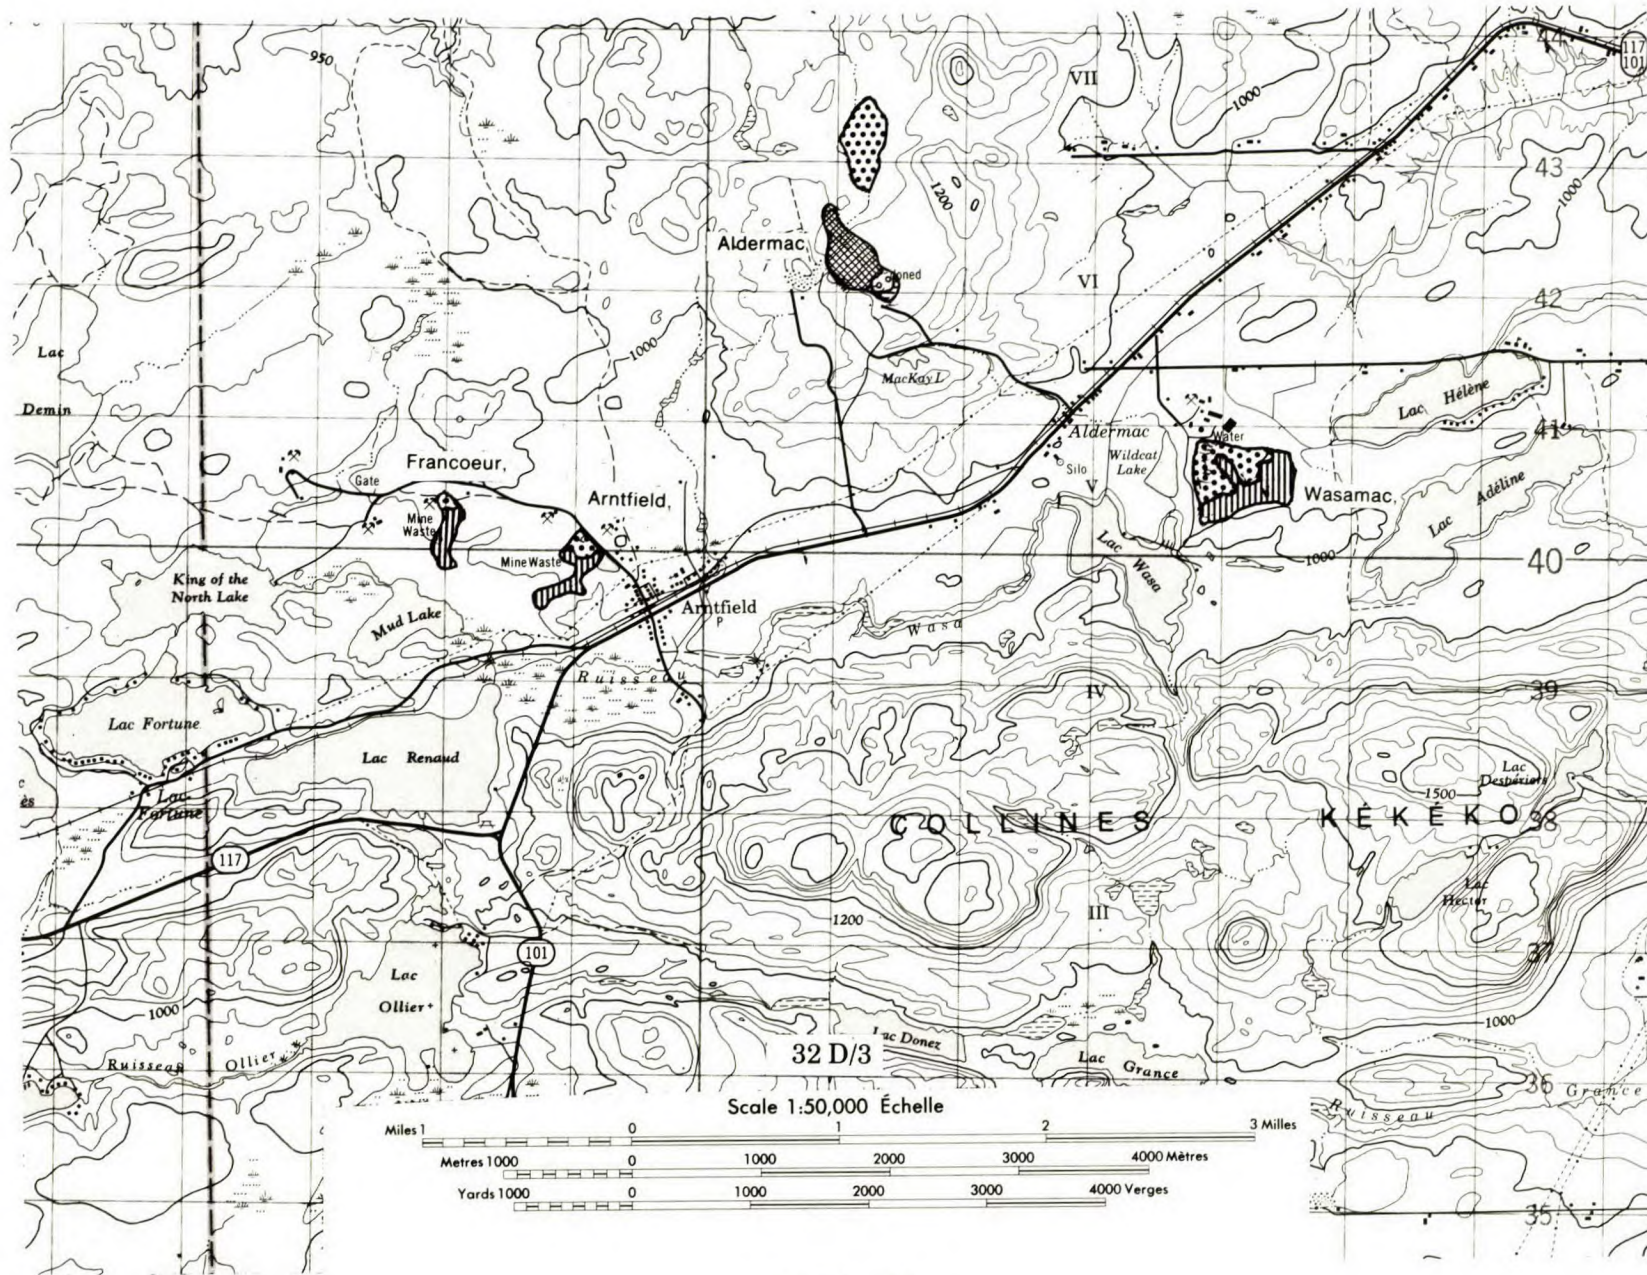 44
117
101
950
VII
1000
43
1200
1000
Aldermac,
oned
VI
42
Lac
Demin
1000
MacKay L
Lac Hélène
41
Aldermac
Wildcat
Lake
Silo
V
Water
Wasamac,
Lac Adéline
Francoeur,
Gate
Mine
Waste
Arntfield,
Mine Waste
Lac Wasa
1000
40
King of the
North Lake
Mud Lake
Arntfield
P
Wasa
Ruisseau
IV
39
Lac Fortune
Lac Renaud
Lac
Despériers
1500
Lac
Fortune
COLLINES KÉKÉKO
38
117
Lac
Hector
1200
III
37
101
Lac
Ollier
1000
1000
Ruisseau Ollier
Lac Donez
32 D/3
Lac
Grance
36
Ruisseau Grance
Scale 1:50,000 Échelle
Miles 1 0 1 2 3 Milles
Metres 1000 0 1000 2000 3000 4000 Mètres
Yards 1000 0 1000 2000 3000 4000 Verges
35